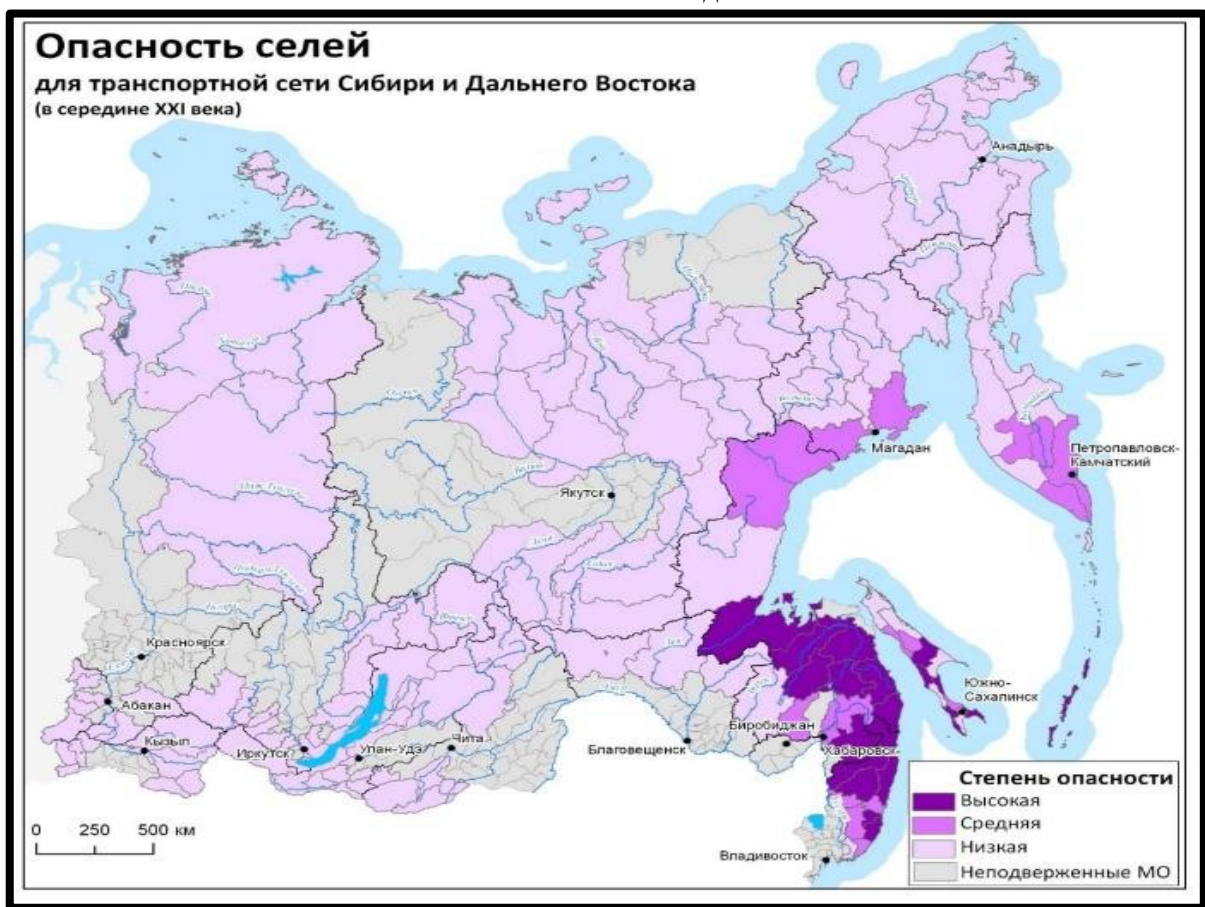 Опасность селей
для транспортной сети Сибири и Дальнего Востока
(в середине XXI века)
Анадырь
Магадан
Петропавловск-
Камчатский
Якутск
Красноярск
Абакан
Кызыл
Иркутск
Улан-Удэ
Чита
Благовещенск
Биробиджан
Хабаровск
Южно-
Сахалинск
Владивосток
0 250 500 км
Степень опасности
Высокая
Средняя
Низкая
Неподверженные МО